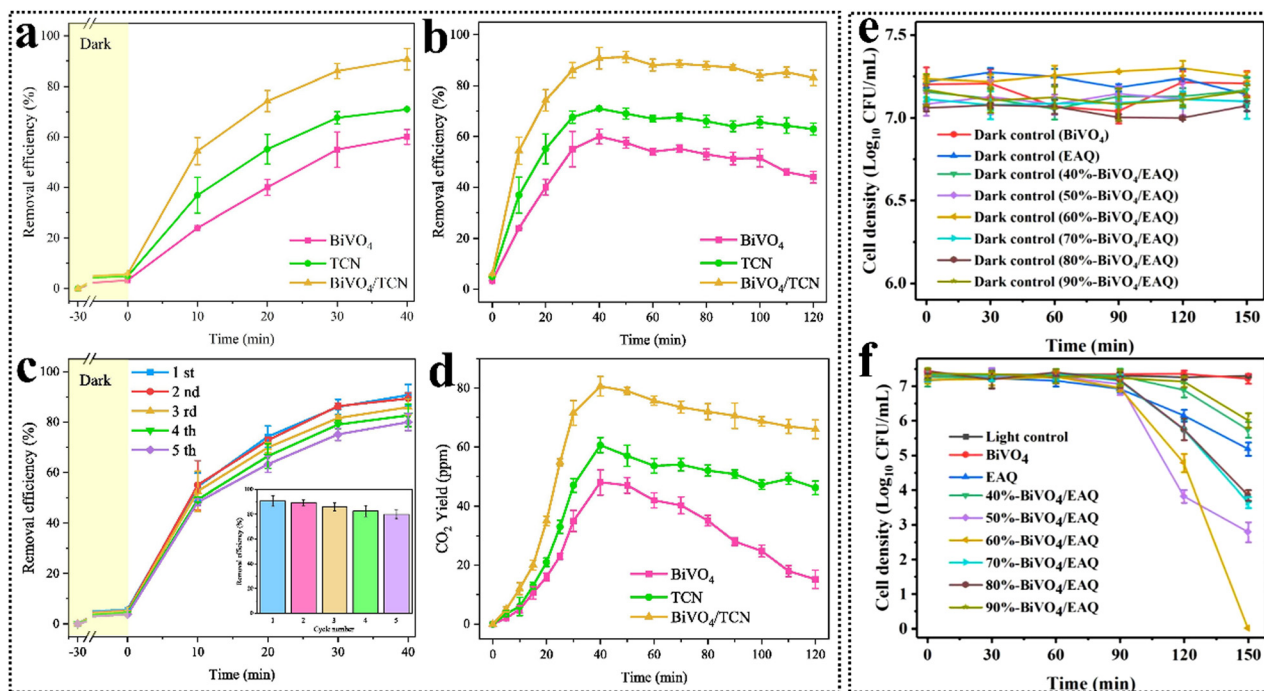 a
Dark
Removal efficiency (%)
100
80
60
40
20
0
BiVO₄
TCN
BiVO₄/TCN
-30
0
10
20
30
40
Time (min)
b
Removal efficiency (%)
100
80
60
40
20
0
BiVO₄
TCN
BiVO₄/TCN
0
20
40
60
80
100
120
Time (min)
c
Dark
Removal efficiency (%)
100
80
60
40
20
0
1 st
2 nd
3 rd
4 th
5 th
Removal efficiency (%)
100
80
60
40
20
0
1
2
3
4
5
Cycle number
-30
0
10
20
30
40
Time (min)
d
CO₂ Yield (ppm)
80
60
40
20
0
BiVO₄
TCN
BiVO₄/TCN
0
20
40
60
80
100
120
Time (min)
e
Cell density (Log₁₀ CFU/mL)
7.5
7.0
6.5
6.0
Dark control (BiVO₄)
Dark control (EAQ)
Dark control (40%-BiVO₄/EAQ)
Dark control (50%-BiVO₄/EAQ)
Dark control (60%-BiVO₄/EAQ)
Dark control (70%-BiVO₄/EAQ)
Dark control (80%-BiVO₄/EAQ)
Dark control (90%-BiVO₄/EAQ)
0
30
60
90
120
150
Time (min)
f
Cell density (Log₁₀ CFU/mL)
7
6
5
4
3
2
1
0
Light control
BiVO₄
EAQ
40%-BiVO₄/EAQ
50%-BiVO₄/EAQ
60%-BiVO₄/EAQ
70%-BiVO₄/EAQ
80%-BiVO₄/EAQ
90%-BiVO₄/EAQ
0
30
60
90
120
150
Time (min)